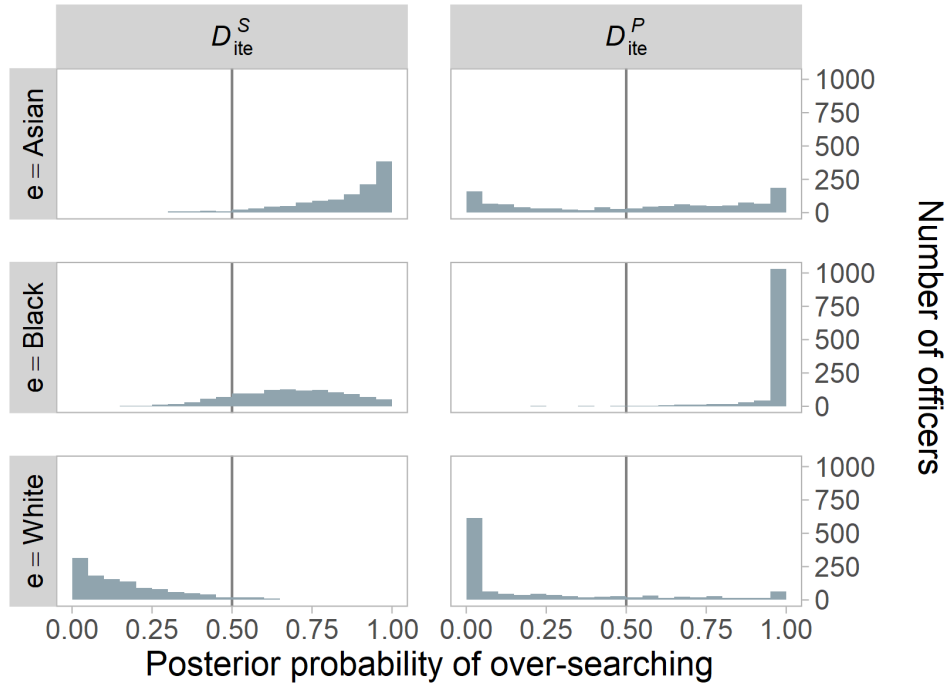 D^S_ite D^P_ite
e = Asian
1000
750
500
250
0
e = Black
1000
750
500
250
0
e = White
1000
750
500
250
0
Number of officers
0.00 0.25 0.50 0.75 1.00 0.00 0.25 0.50 0.75 1.00
Posterior probability of over-searching